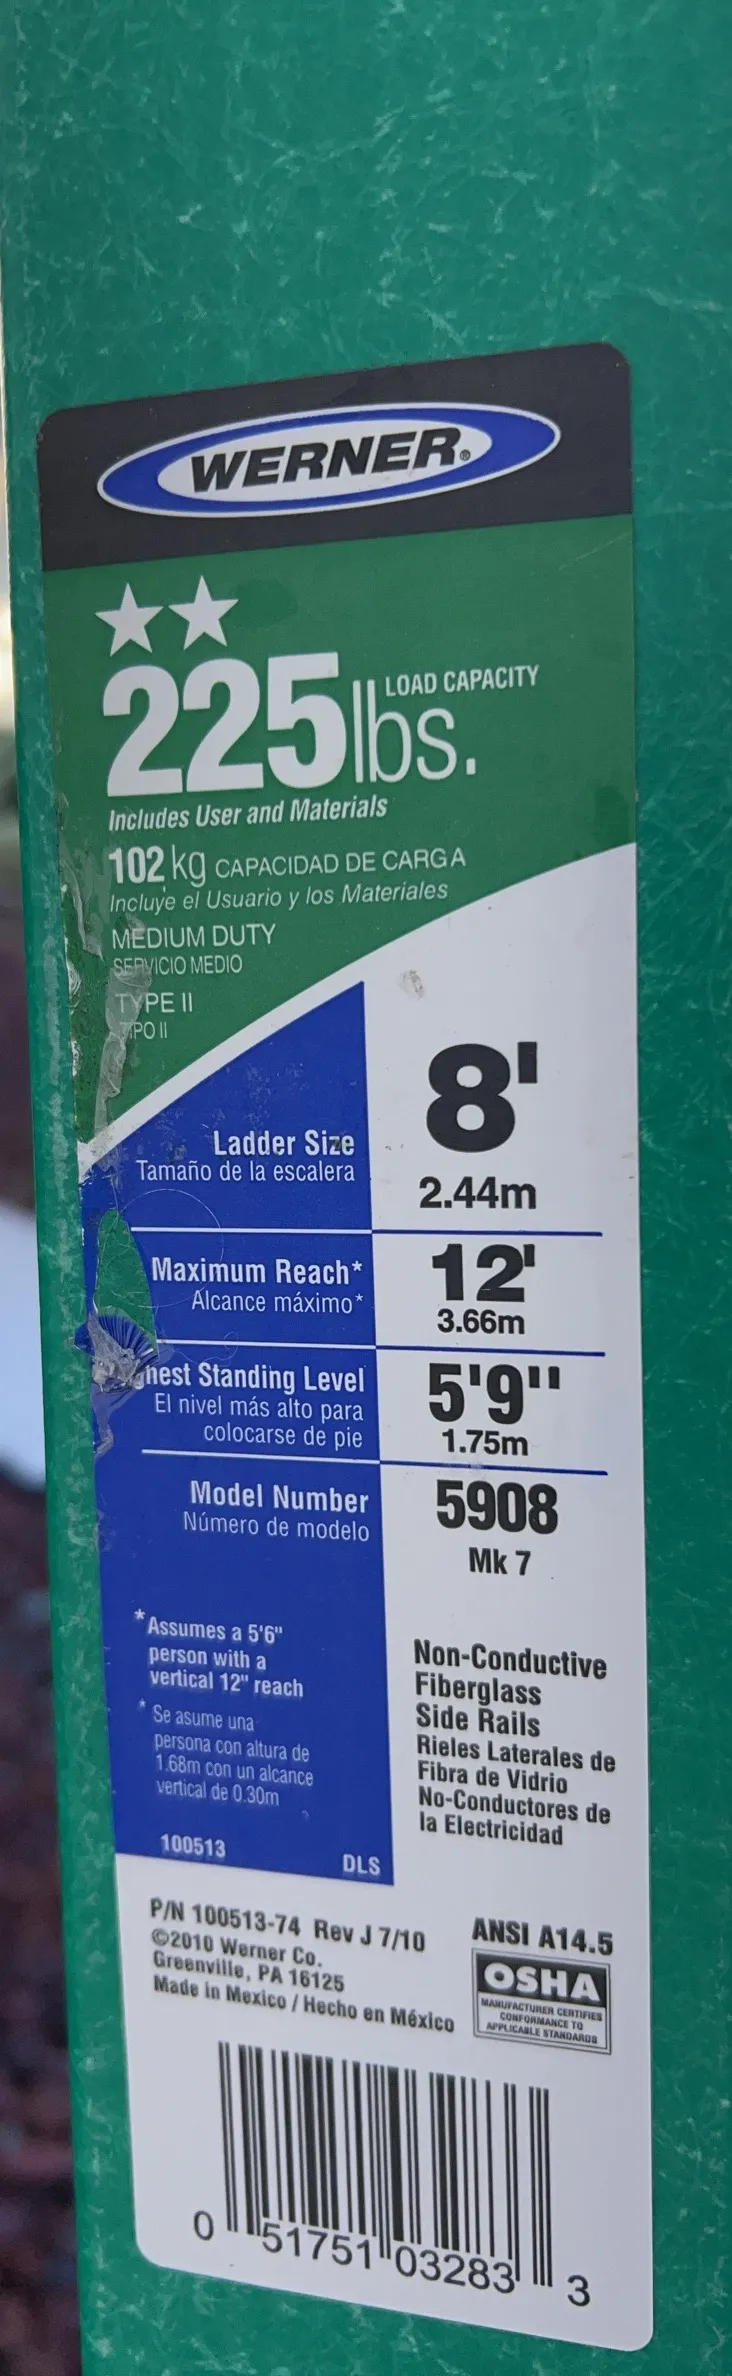 WERNER®
225 lbs. LOAD CAPACITY
Includes User and Materials
102 kg CAPACIDAD DE CARGA
Incluye el Usuario y los Materiales
MEDIUM DUTY
SERVICIO MEDIO
TYPE II
TIPO II
Ladder Size 8'
Tamaño de la escalera 2.44m
Maximum Reach* 12'
Alcance máximo* 3.66m
Standing Level 5'9"
El nivel más alto para
colocarse de pie 1.75m
Model Number 5908
Número de modelo
Mk 7
*Assumes a 5'6"
person with a
vertical 12" reach
* Se asume una
persona con altura de
1.68m con un alcance
vertical de 0.30m
100513 DLS
Non-Conductive
Fiberglass
Side Rails
Rieles Laterales de
Fibra de Vidrio
No-Conductores de
la Electricidad
P/N 100513-74 Rev J 7/10
©2010 Werner Co.
Greenville, PA 16125
Made in Mexico / Hecho en México
ANSI A14.5
OSHA
MANUFACTURER CERTIFIES
CONFORMANCE TO
APPLICABLE STANDARDS
0 51751 03283 3